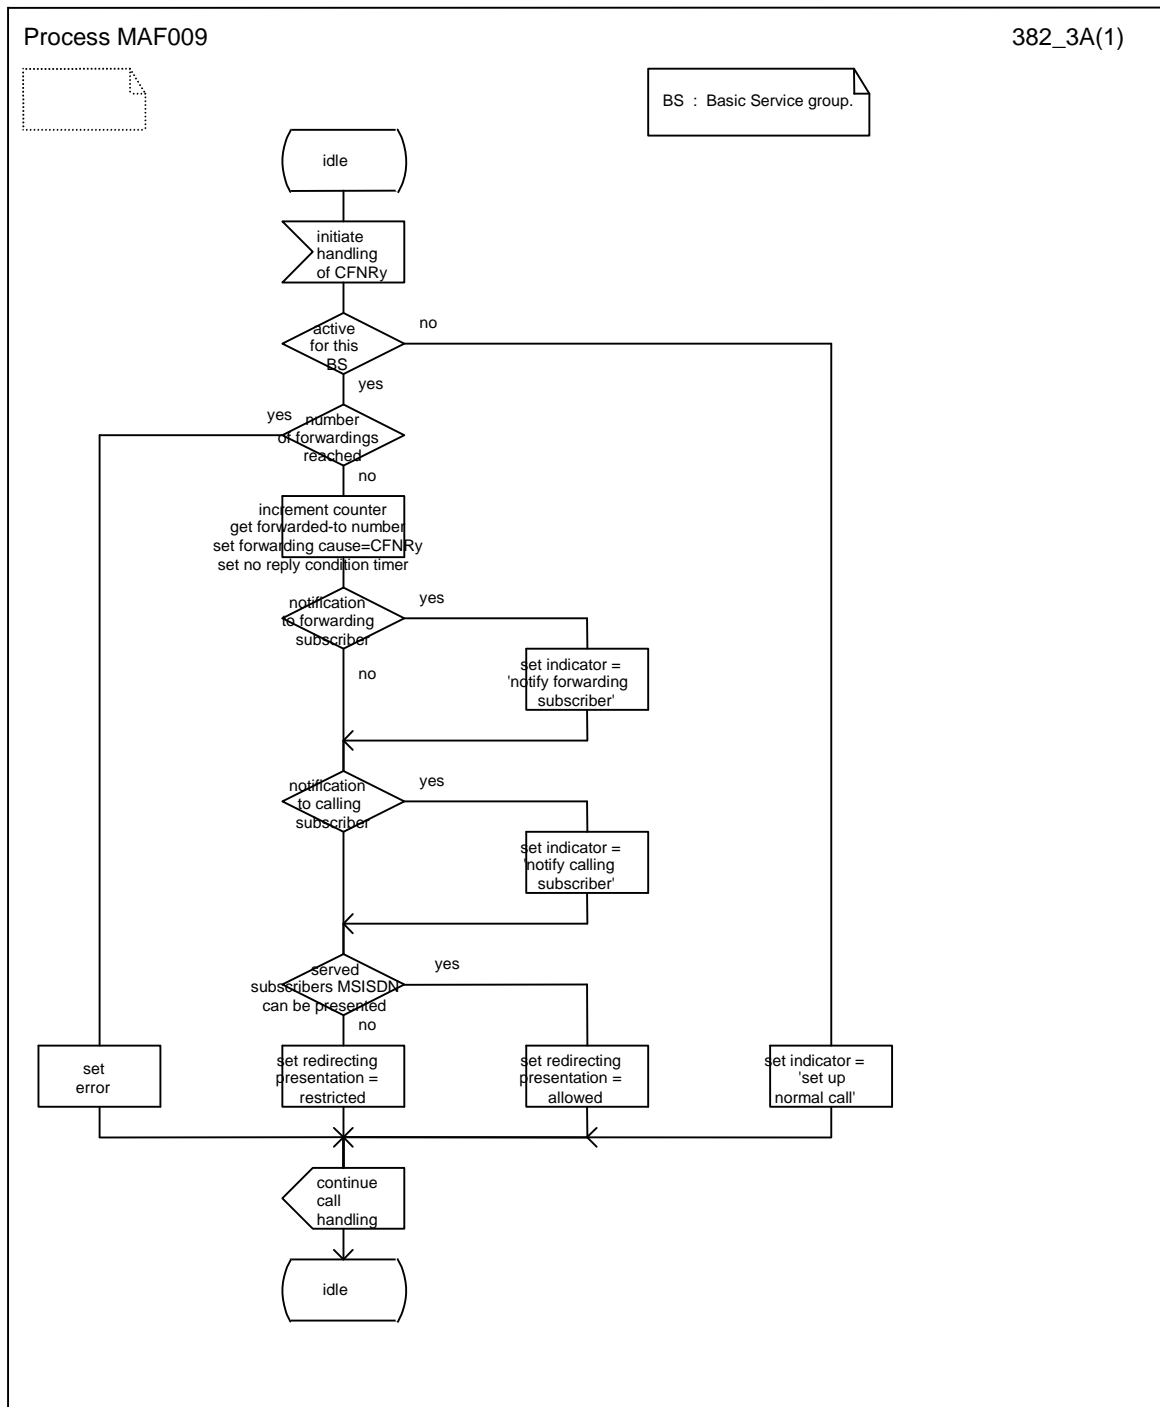 Process MAF009
382_3A(1)
BS : Basic Service group.
idle
initiate
handling
of CFNRy
active
for this
BS
no
yes
yes
number
of forwardings
reached
no
increment counter
get forwarded-to number
set forwarding cause=CFNRy
set no reply condition timer
notification
to forwarding
subscriber
yes
no
set indicator =
'notify forwarding
subscriber'
notification
to calling
subscriber
yes
set indicator =
'notify calling
subscriber'
served
subscribers MSISDN
can be presented
yes
no
set
error
set redirecting
presentation =
restricted
set redirecting
presentation =
allowed
set indicator =
'set up
normal call'
continue
call
handling
idle